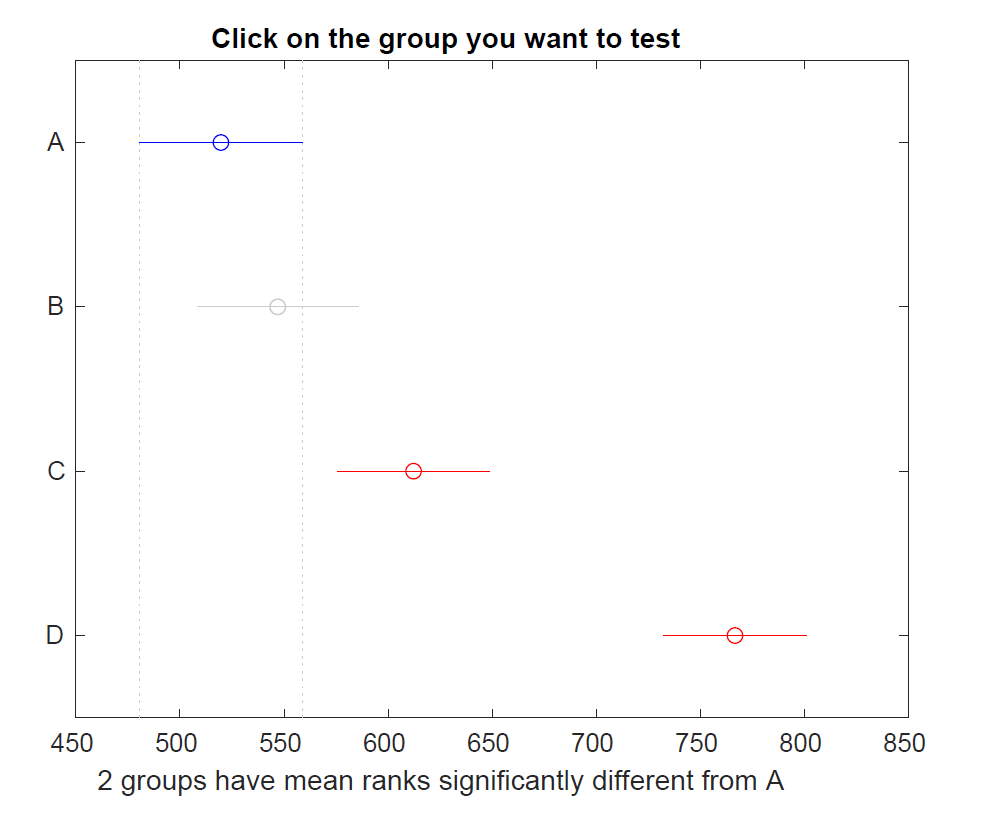 Click on the group you want to test
A
B
C
D
450 500 550 600 650 700 750 800 850
2 groups have mean ranks significantly different from A